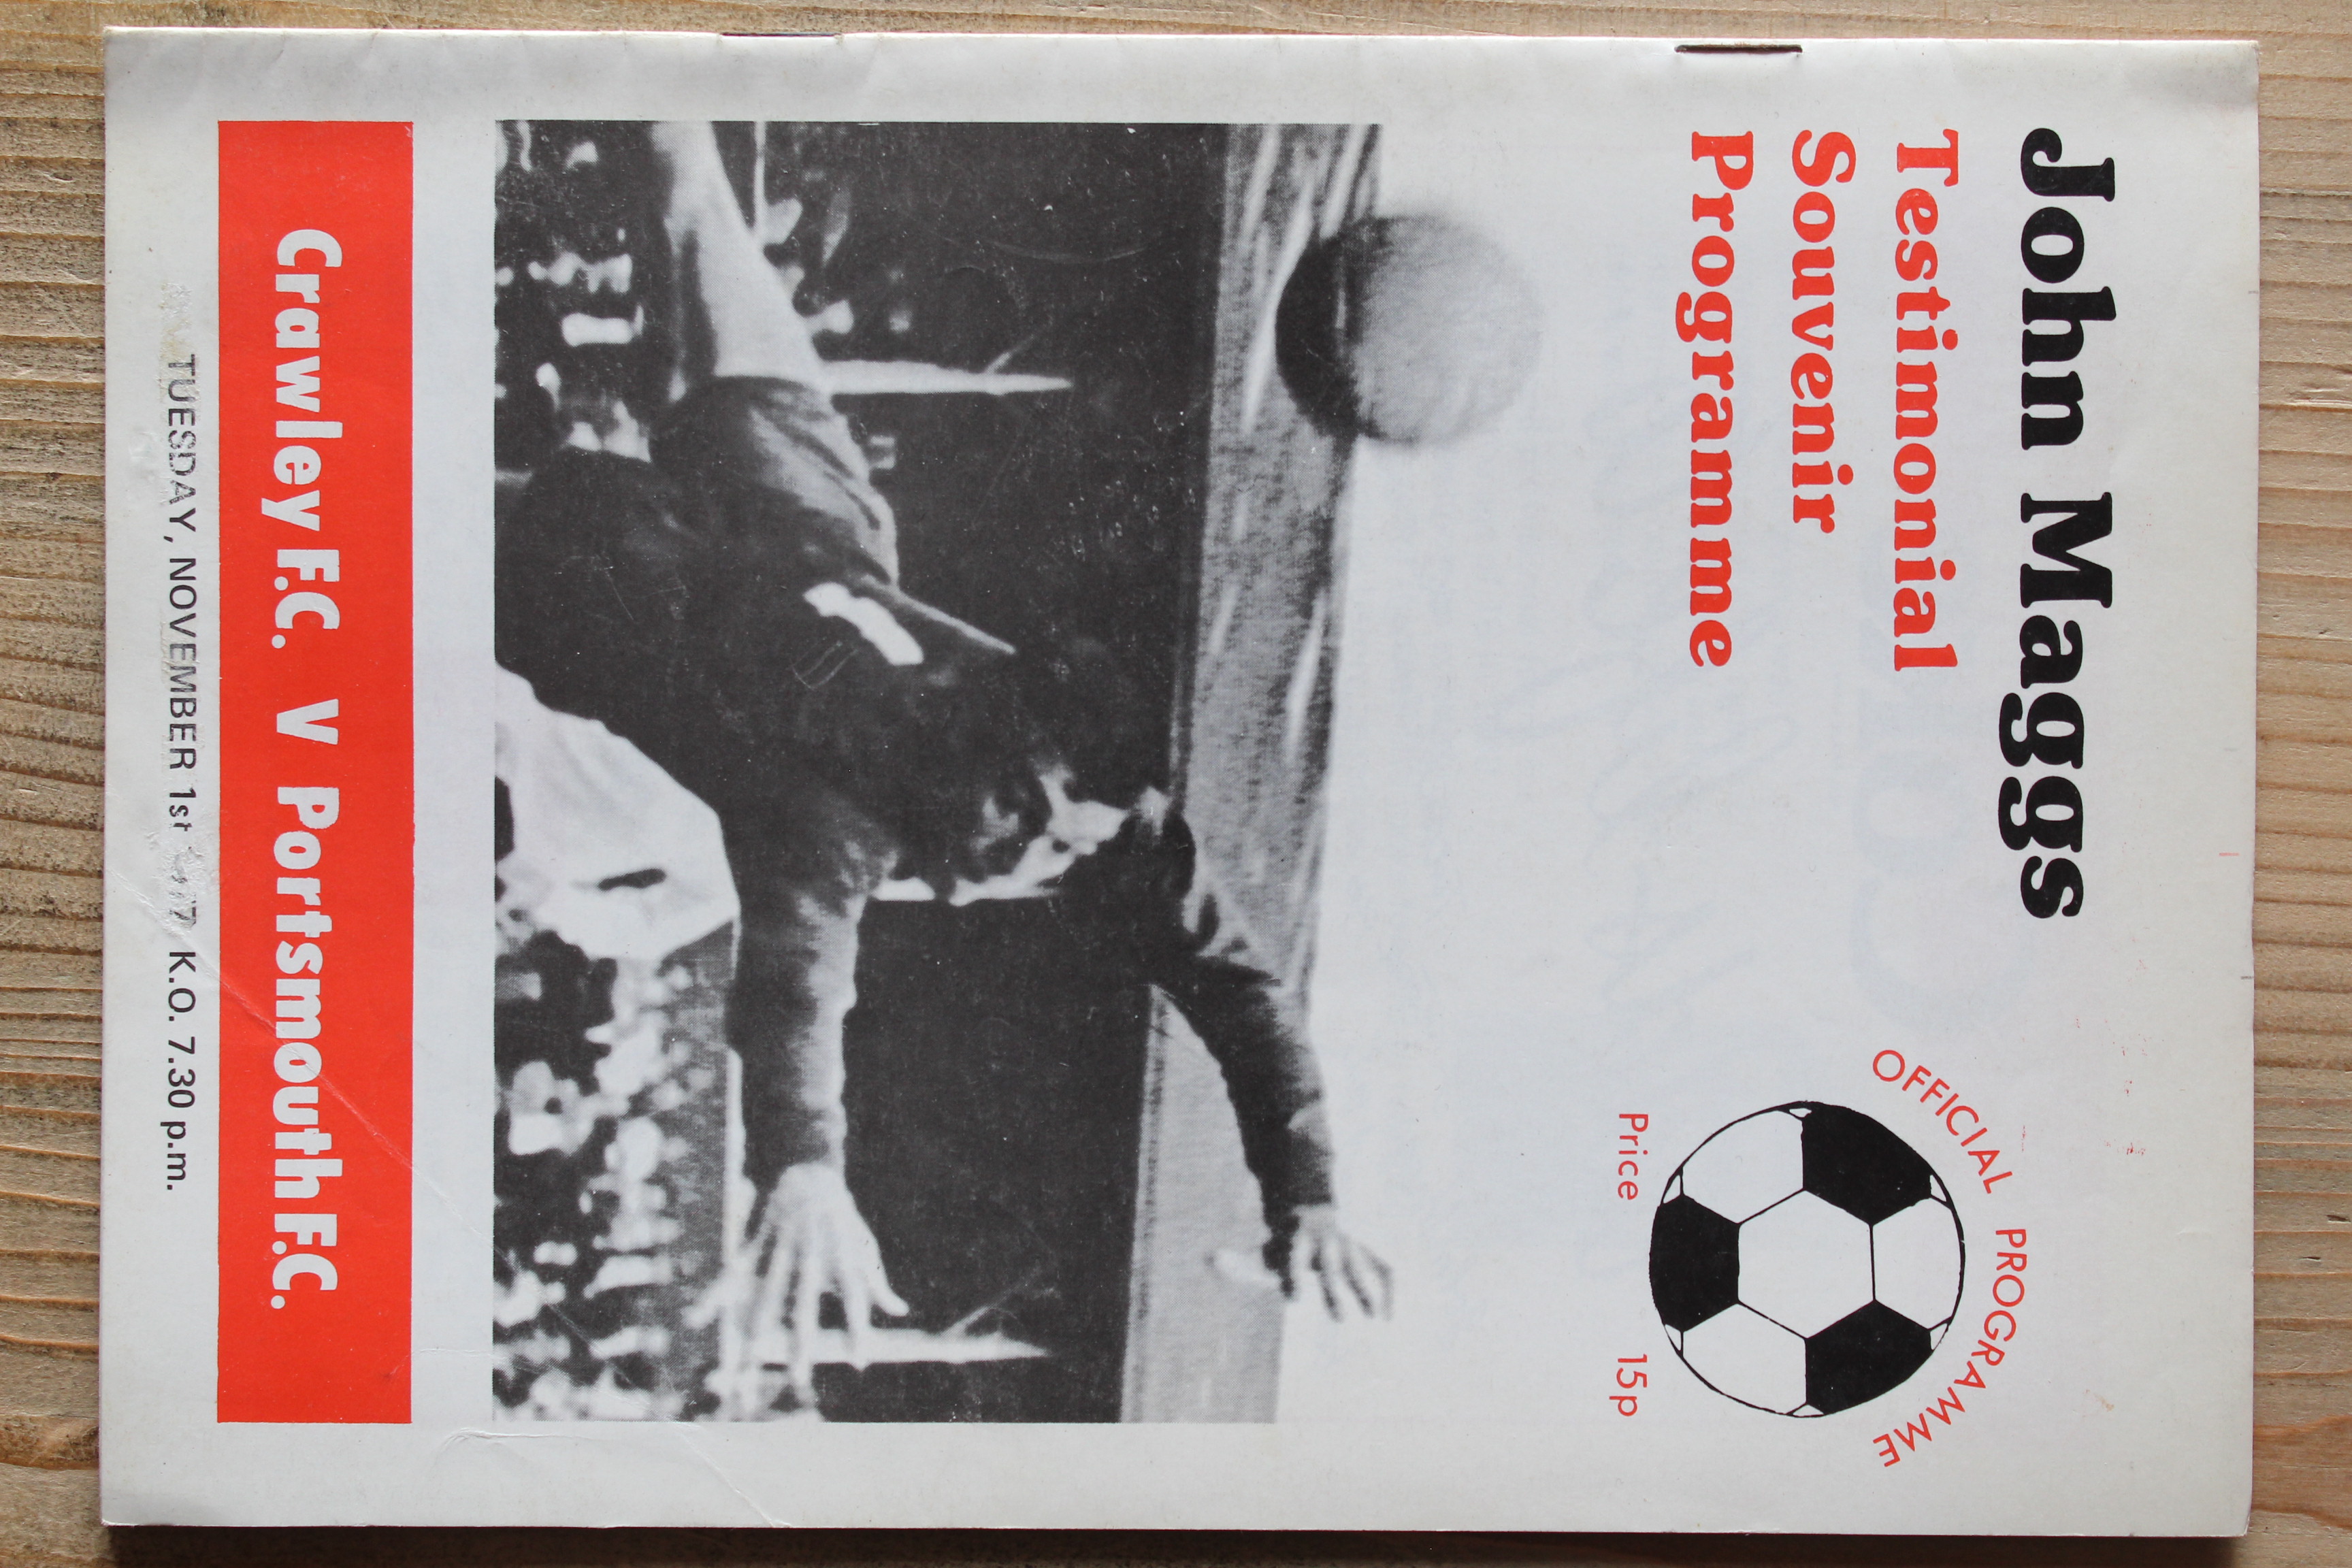 John Maggs
Testimonial
Souvenir
Programme
OFFICIAL PROGRAMME
Price 15p
Crawley F.C. V Portsmouth F.C.
TUESDAY, NOVEMBER 1st K.O. 7.30 p.m.